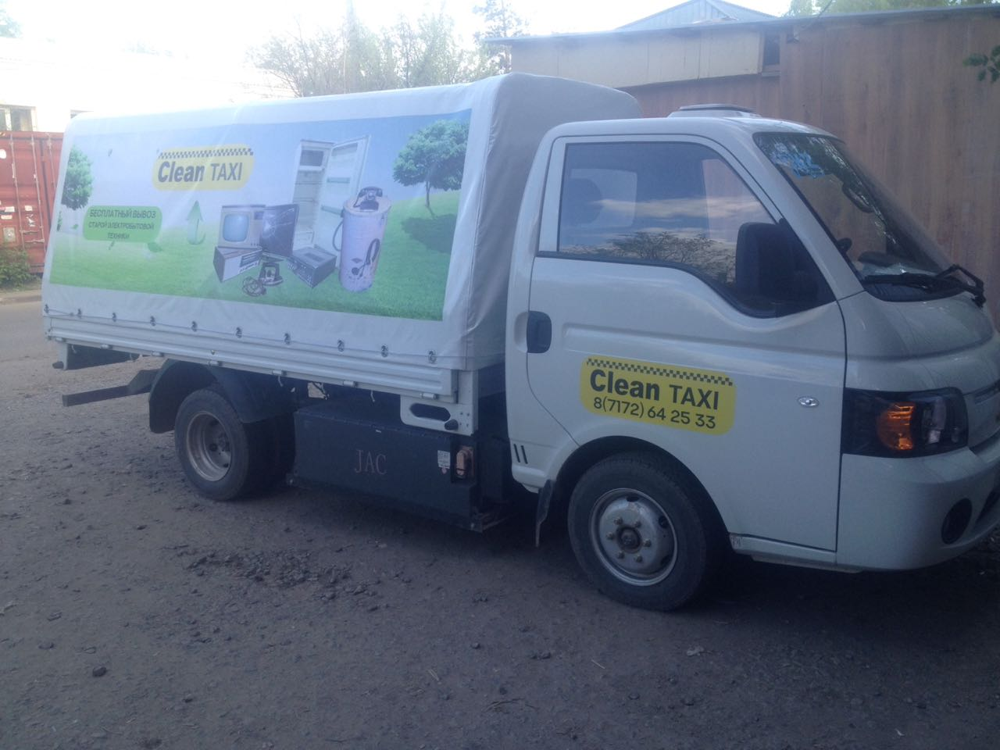 Clean TAXI
БЕСПЛАТНЫЙ ВЫВОЗ
СТАРОЙ ЭЛЕКТРОБЫТОВОЙ
ТЕХНИКИ
Clean TAXI
8(7172) 64 25 33
JAC